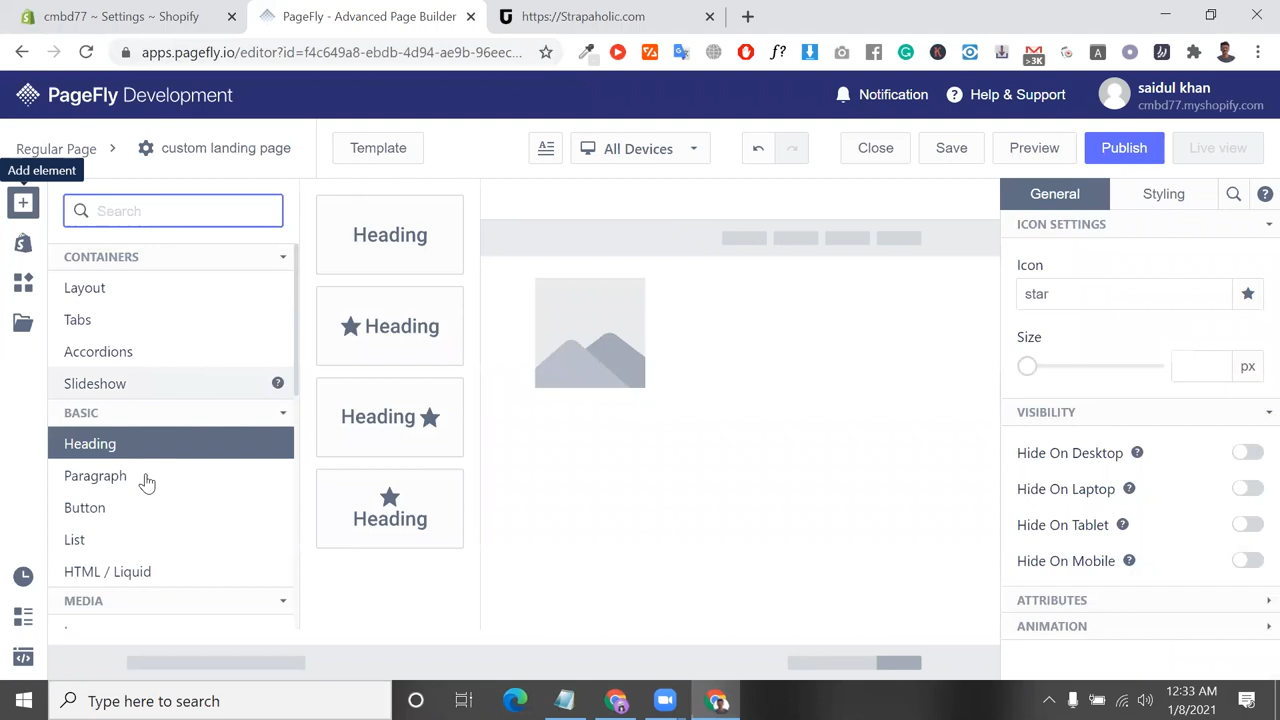 cmbd77 ~ Settings ~ Shopify
PageFly - Advanced Page Builder
https://Strapaholic.com
apps.pagefly.io/editor?id=f4c649a8-ebdb-4d94-ae9b-96eec...
>3K
PageFly Development
Notification
Help & Support
saidul khan
cmbd77.myshopify.com
Regular Page
custom landing page
Template
All Devices
Close
Save
Preview
Publish
Live view
Add element
Search
CONTAINERS
Layout
Tabs
Accordions
Slideshow
BASIC
Heading
Paragraph
Button
List
HTML / Liquid
MEDIA
Heading
Heading
Heading
Heading
General
Styling
ICON SETTINGS
Icon
star
Size
px
VISIBILITY
Hide On Desktop
Hide On Laptop
Hide On Tablet
Hide On Mobile
ATTRIBUTES
ANIMATION
Type here to search
12:33 AM
1/8/2021